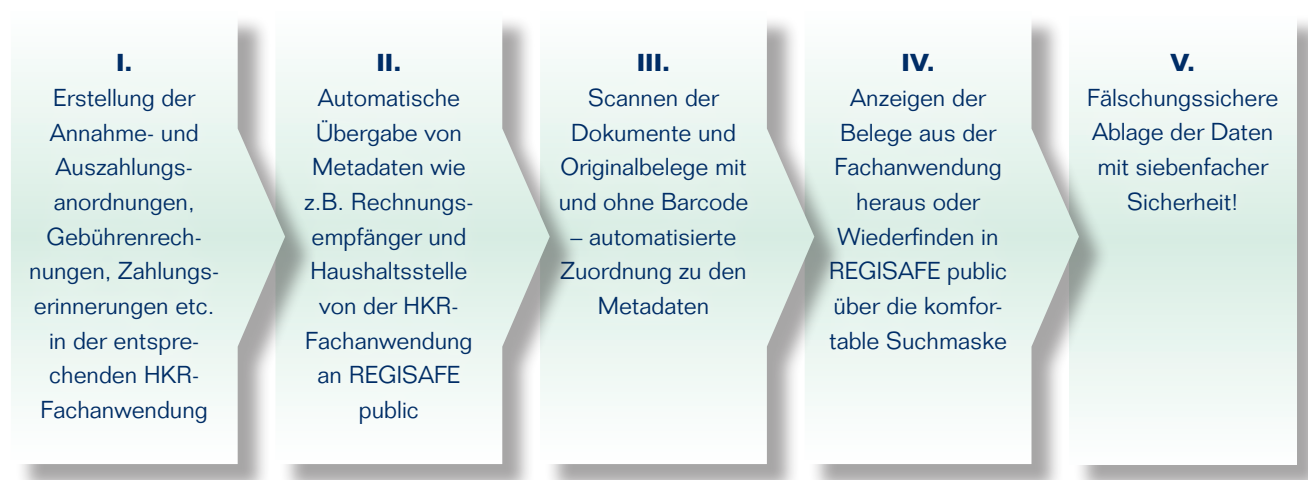 I.
Erstellung der
Annahme- und
Auszahlungs-
anordnungen,
Gebührenrech-
nungen, Zahlungs-
erinnerungen etc.
in der entspre-
chenden HKR-
Fachanwendung
II.
Automatische
Übergabe von
Metadaten wie
z.B. Rechnungs-
empfänger und
Haushaltsstelle
von der HKR-
Fachanwendung
an REGISAFE
public
III.
Scannen der
Dokumente und
Originalbelege mit
und ohne Barcode
– automatisierte
Zuordnung zu den
Metadaten
IV.
Anzeigen der
Belege aus der
Fachanwendung
heraus oder
Wiederfinden in
REGISAFE public
über die komfor-
table Suchmaske
V.
Fälschungssichere
Ablage der Daten
mit siebenfacher
Sicherheit!